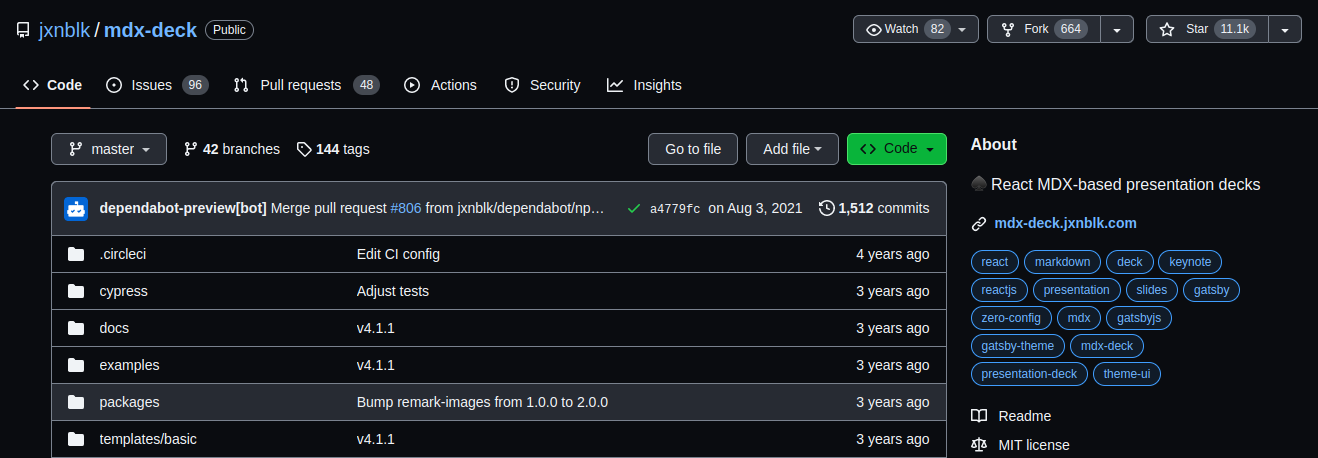 jxnblk / mdx-deck Public Watch 82 Fork 664 Star 11.1k
Code Issues 96 Pull requests 48 Actions Security Insights
master 42 branches 144 tags Go to file Add file Code
dependabot-preview[bot] Merge pull request #806 from jxnblk/dependabot/np… a4779fc on Aug 3, 2021 1,512 commits
.circleci Edit CI config 4 years ago
cypress Adjust tests 3 years ago
docs v4.1.1 3 years ago
examples v4.1.1 3 years ago
packages Bump remark-images from 1.0.0 to 2.0.0 3 years ago
templates/basic v4.1.1 3 years ago
About
React MDX-based presentation decks
mdx-deck.jxnblk.com
react markdown deck keynote
reactjs presentation slides gatsby
zero-config mdx gatsbyjs
gatsby-theme mdx-deck
presentation-deck theme-ui
Readme
MIT license